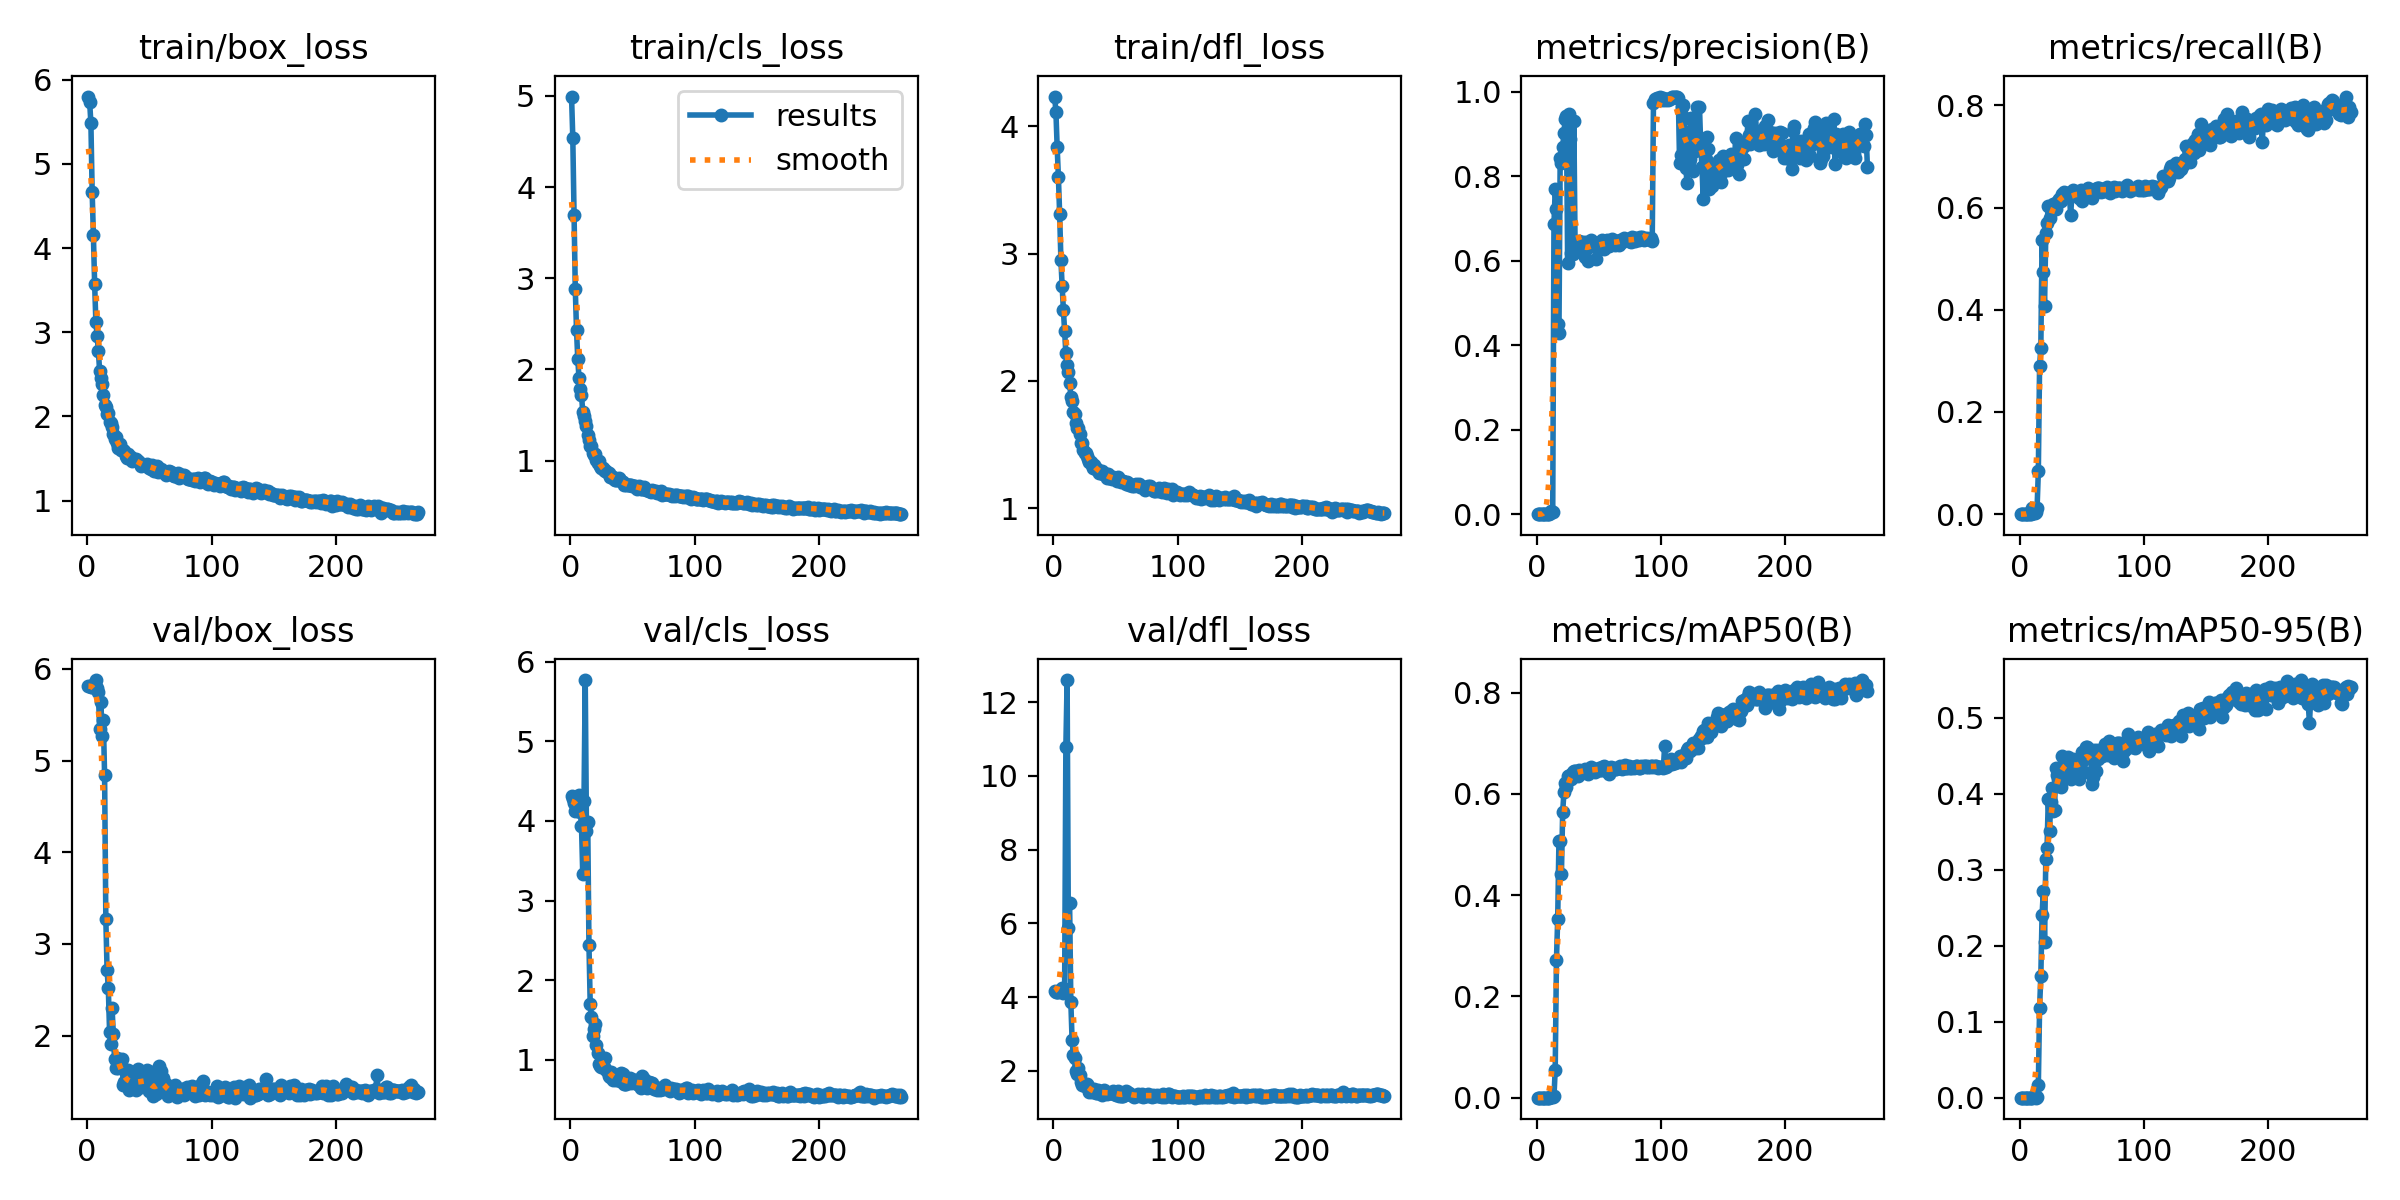 train/box_loss
6
5
4
3
2
1
0 100 200
train/cls_loss
results
smooth
5
4
3
2
1
0 100 200
train/dfl_loss
4
3
2
1
0 100 200
metrics/precision(B)
1.0
0.8
0.6
0.4
0.2
0.0
0 100 200
metrics/recall(B)
0.8
0.6
0.4
0.2
0.0
0 100 200
val/box_loss
6
5
4
3
2
0 100 200
val/cls_loss
6
5
4
3
2
1
0 100 200
val/dfl_loss
12
10
8
6
4
2
0 100 200
metrics/mAP50(B)
0.8
0.6
0.4
0.2
0.0
0 100 200
metrics/mAP50-95(B)
0.5
0.4
0.3
0.2
0.1
0.0
0 100 200